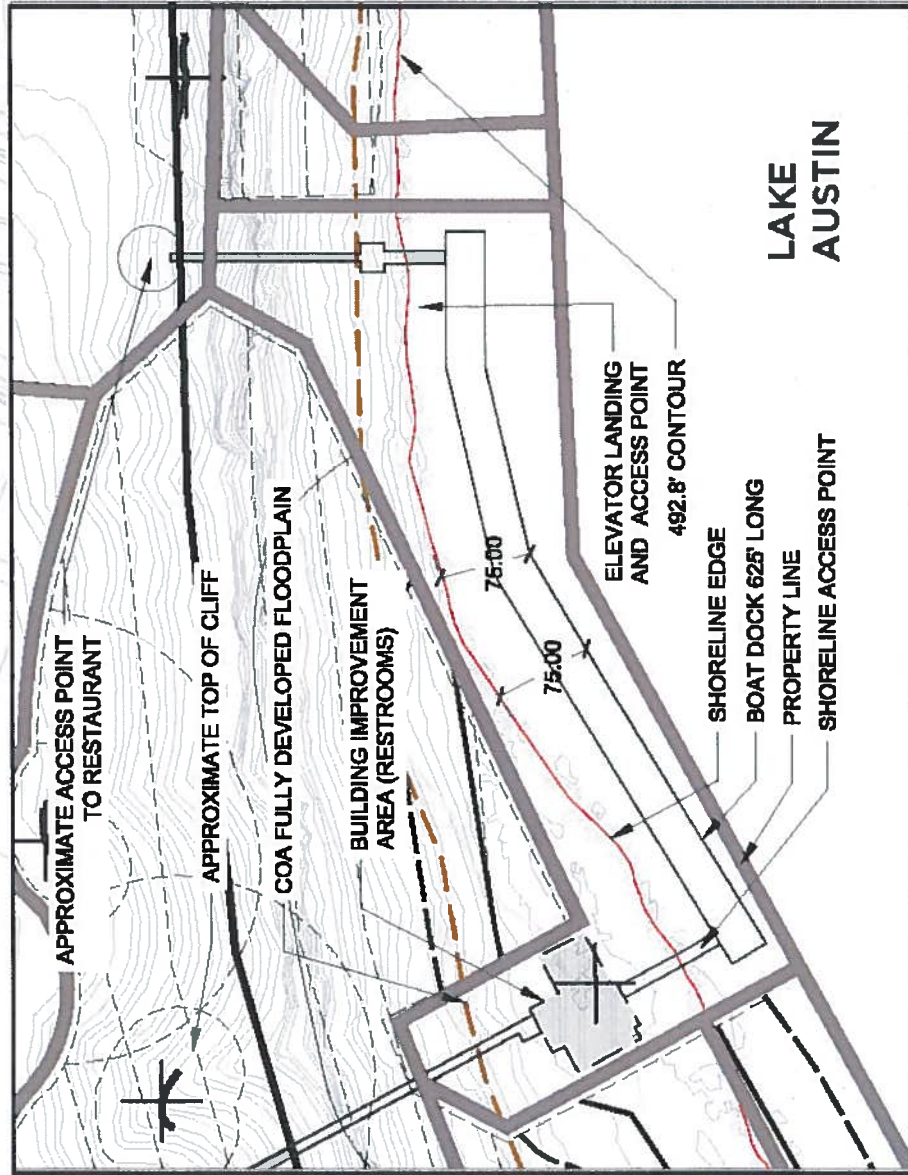 APPROXIMATE ACCESS POINT
TO RESTAURANT
APPROXIMATE TOP OF CLIFF
COA FULLY DEVELOPED FLOODPLAIN
BUILDING IMPROVEMENT
AREA (RESTROOMS)
75.00
75.00
ELEVATOR LANDING
AND ACCESS POINT
492.8' CONTOUR
SHORELINE EDGE
BOAT DOCK 625' LONG
PROPERTY LINE
SHORELINE ACCESS POINT
LAKE
AUSTIN